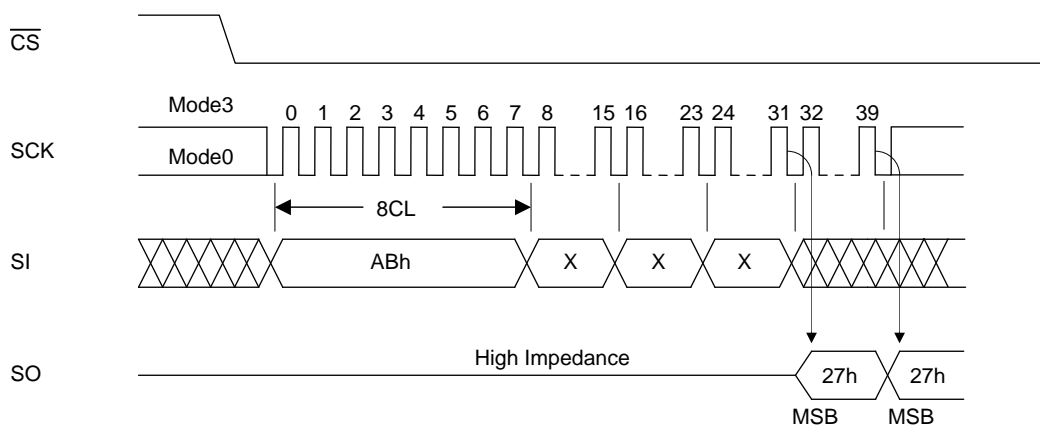 CS
Mode3
0 1 2 3 4 5 6 7 8 15 16 23 24 31 32 39
SCK
Mode0
8CL
SI
ABh X X X
High Impedance
SO
27h 27h
MSB MSB